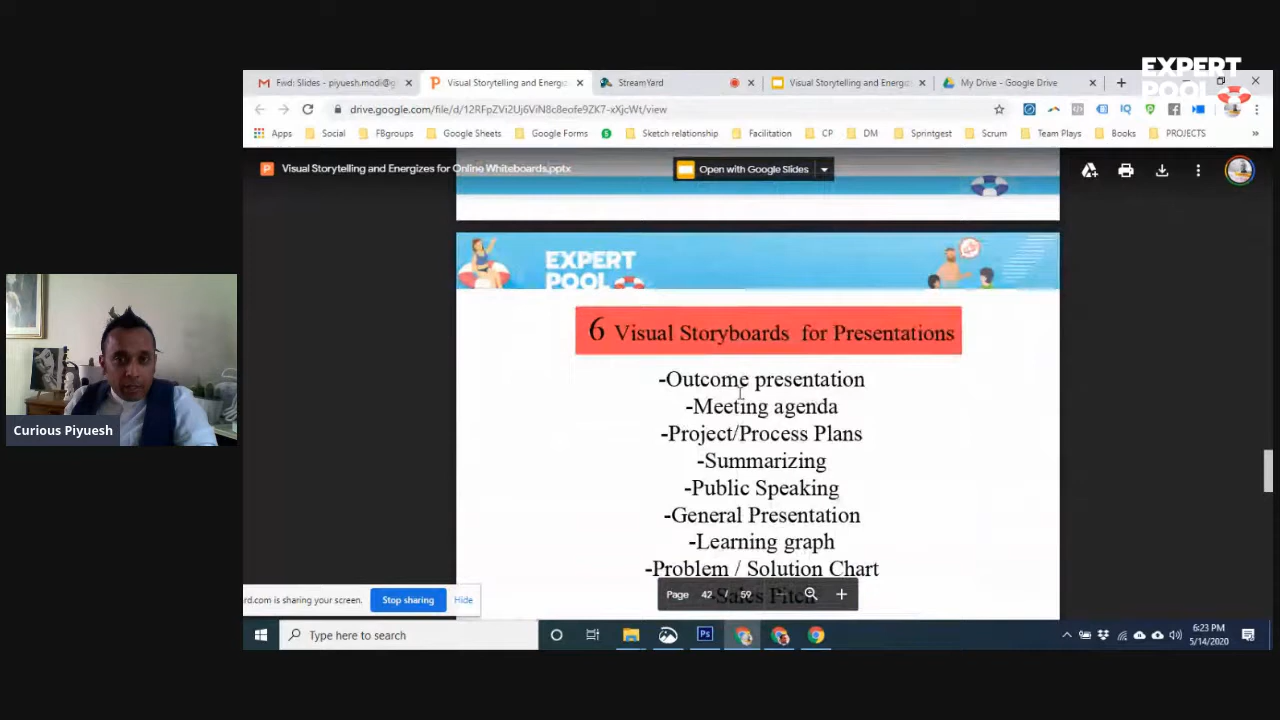 EXPERT
POOL
Fwd: Slides - piyuesh.modi@g
Visual Storytelling and Energiz
StreamYard
Visual Storytelling and Energiz
My Drive - Google Drive
drive.google.com/file/d/12RFpZVi2Uj6ViN8c8eofe9ZK7-xXjcWt/view
Apps
Social
FBgroups
Google Sheets
Google Forms
Sketch relationship
Facilitation
CP
DM
Sprintgest
Scrum
Team Plays
Books
PROJECTS
Visual Storytelling and Energizes for Online Whiteboards.pptx
Open with Google Slides
EXPERT
POOL
6 Visual Storyboards for Presentations
-Outcome presentation
-Meeting agenda
-Project/Process Plans
-Summarizing
-Public Speaking
-General Presentation
-Learning graph
-Problem / Solution Chart
-Sales Pitch
Page 42 / 59
Curious Piyuesh
rd.com is sharing your screen.
Stop sharing
Hide
Type here to search
6:23 PM
5/14/2020